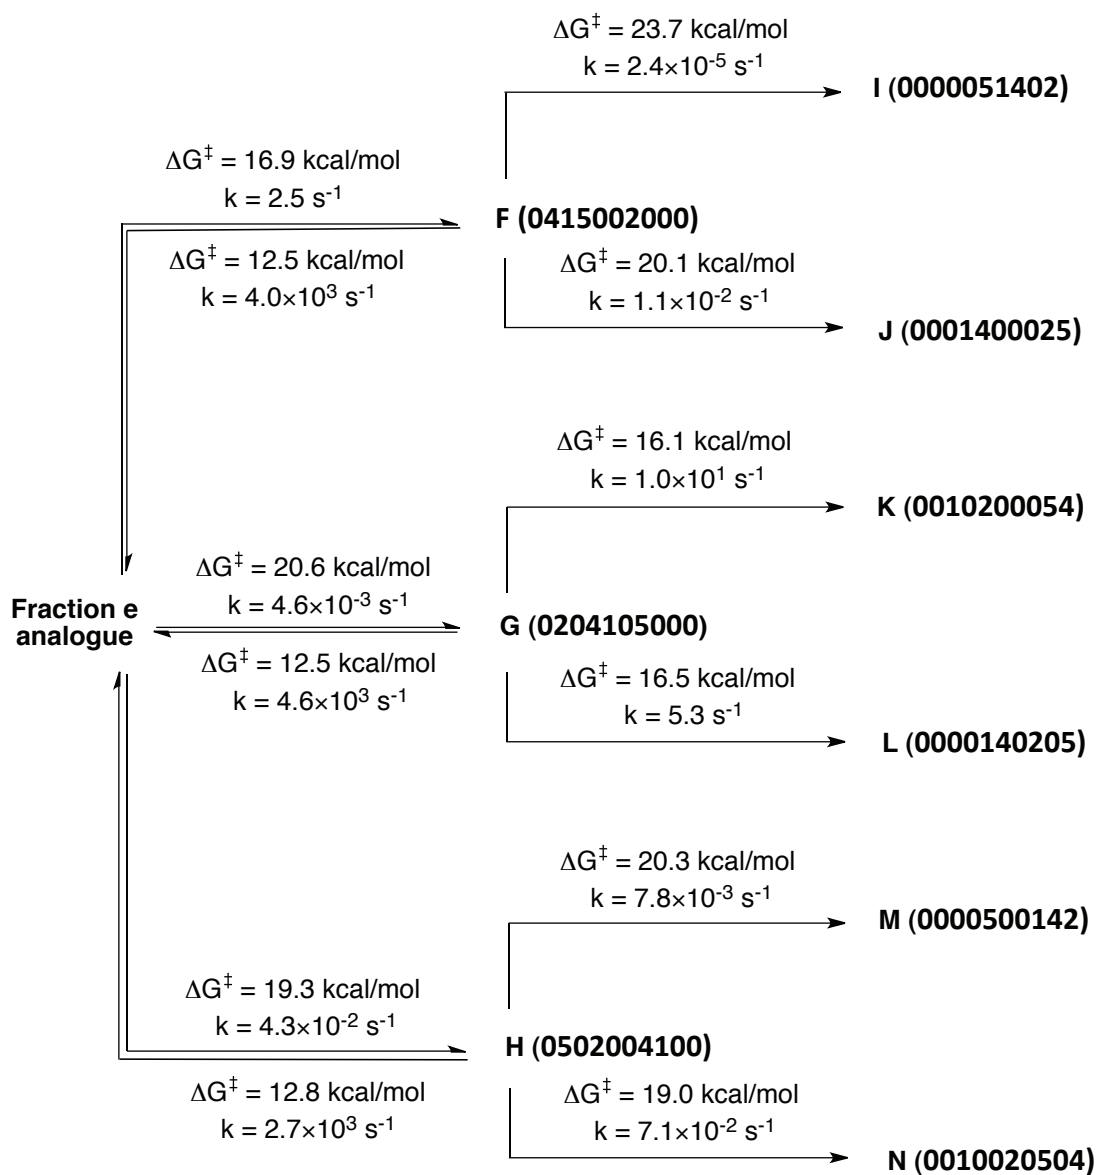 ΔG‡ = 23.7 kcal/mol
k = 2.4×10⁻⁵ s⁻¹
I (0000051402)
ΔG‡ = 16.9 kcal/mol
k = 2.5 s⁻¹
F (0415002000)
ΔG‡ = 12.5 kcal/mol
k = 4.0×10³ s⁻¹
ΔG‡ = 20.1 kcal/mol
k = 1.1×10⁻² s⁻¹
J (0001400025)
ΔG‡ = 16.1 kcal/mol
k = 1.0×10¹ s⁻¹
K (0010200054)
ΔG‡ = 20.6 kcal/mol
k = 4.6×10⁻³ s⁻¹
Fraction e
analogue
G (0204105000)
ΔG‡ = 12.5 kcal/mol
k = 4.6×10³ s⁻¹
ΔG‡ = 16.5 kcal/mol
k = 5.3 s⁻¹
L (0000140205)
ΔG‡ = 20.3 kcal/mol
k = 7.8×10⁻³ s⁻¹
M (0000500142)
ΔG‡ = 19.3 kcal/mol
k = 4.3×10⁻² s⁻¹
H (0502004100)
ΔG‡ = 12.8 kcal/mol
k = 2.7×10³ s⁻¹
ΔG‡ = 19.0 kcal/mol
k = 7.1×10⁻² s⁻¹
N (0010020504)